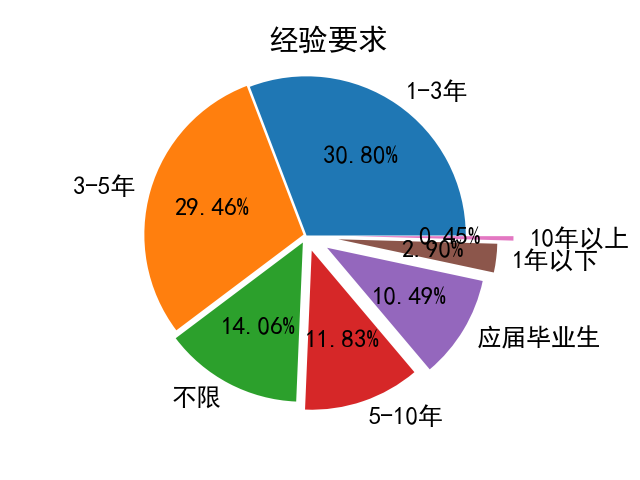 经验要求
1-3年
30.80%
3-5年
29.46%
不限
14.06%
5-10年
11.83%
应届毕业生
10.49%
1年以下
2.90%
10年以上
0.45%